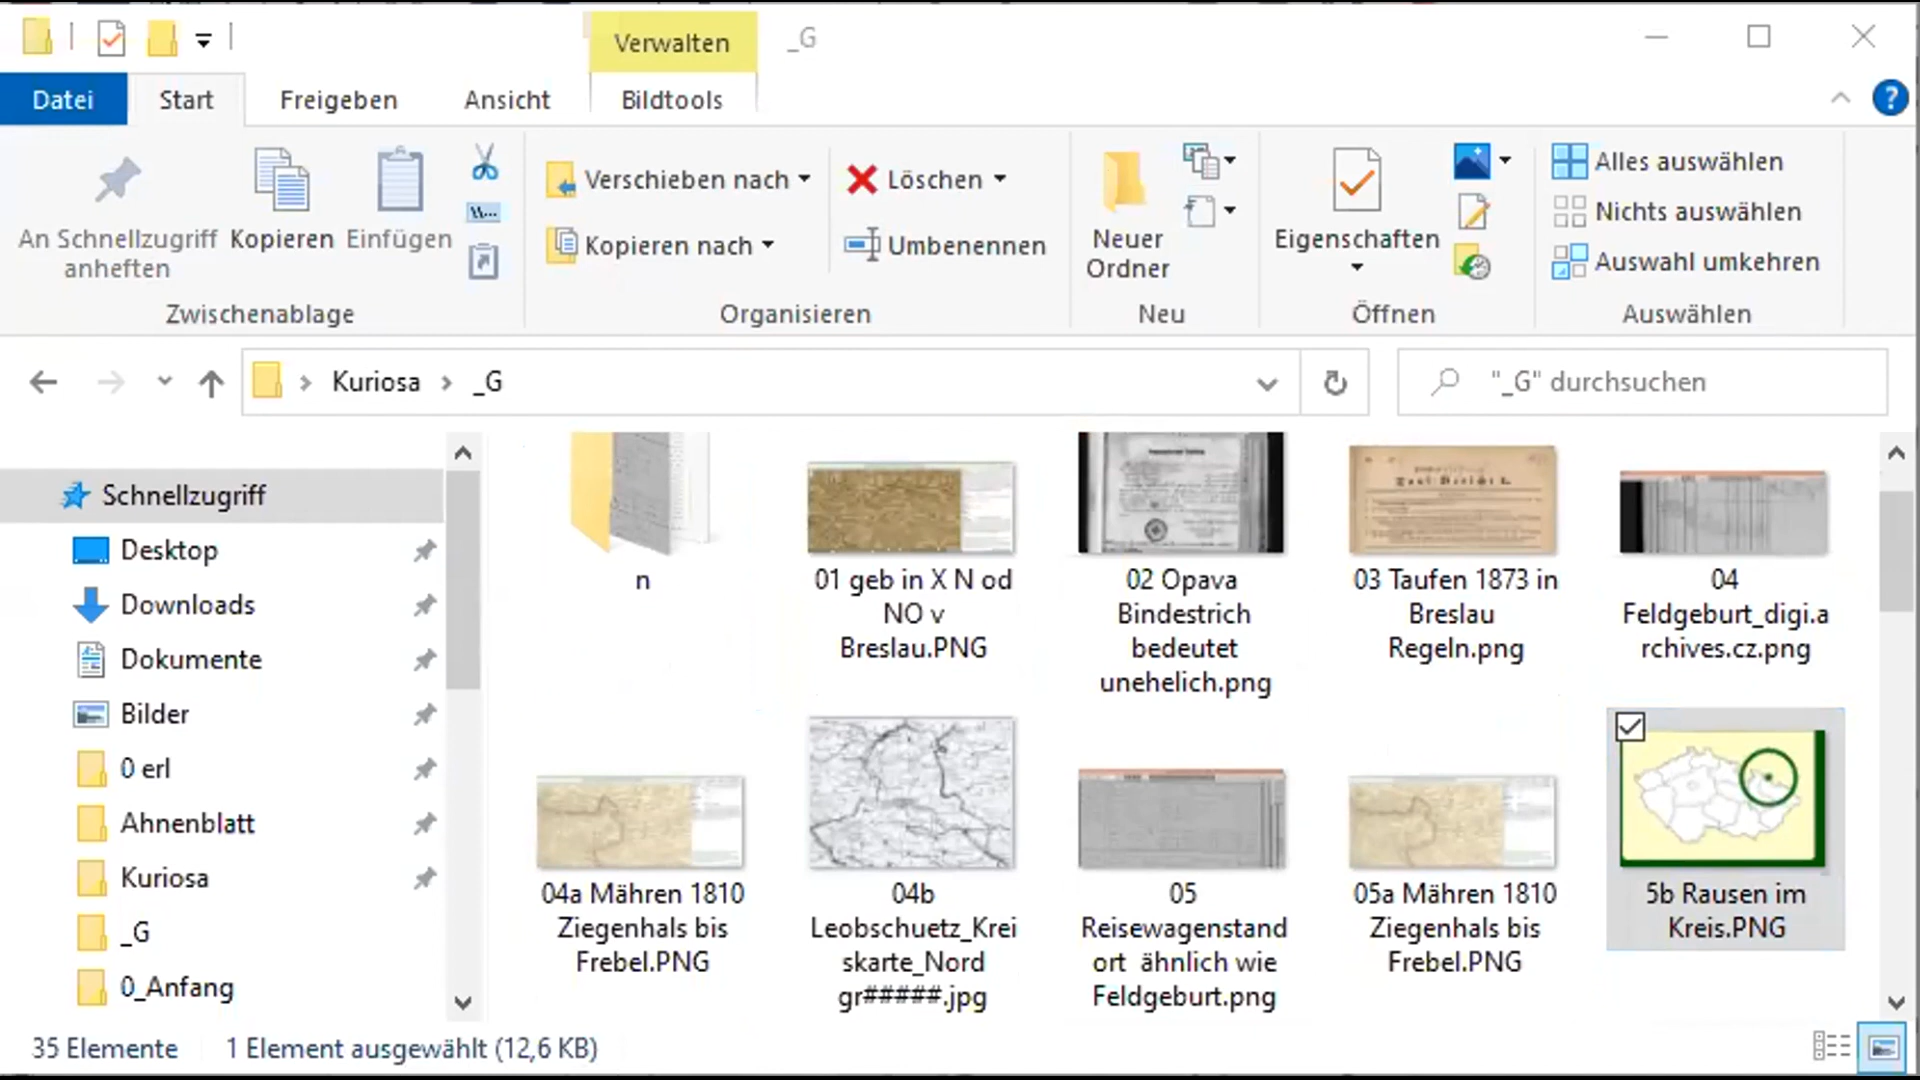 Verwalten
_G
Datei
Start
Freigeben
Ansicht
Bildtools
?
An Schnellzugriff
anheften
Kopieren
Einfügen
Zwischenablage
Verschieben nach
Kopieren nach
Löschen
Umbenennen
Organisieren
Neuer
Ordner
Neu
Eigenschaften
Öffnen
Alles auswählen
Nichts auswählen
Auswahl umkehren
Auswählen
Kuriosa
_G
"_G" durchsuchen
Schnellzugriff
Desktop
Downloads
Dokumente
Bilder
0 erl
Ahnenblatt
Kuriosa
_G
0_Anfang
n
01 geb in X N od
NO v
Breslau.PNG
02 Opava
Bindestrich
bedeutet
unehelich.png
03 Taufen 1873 in
Breslau
Regeln.png
04
Feldgeburt_digi.a
rchives.cz.png
04a Mähren 1810
Ziegenhals bis
Frebel.PNG
04b
Leobschuetz_Krei
skarte_Nord
gr#####.jpg
05
Reisewagenstand
ort ähnlich wie
Feldgeburt.png
05a Mähren 1810
Ziegenhals bis
Frebel.PNG
5b Rausen im
Kreis.PNG
35 Elemente
1 Element ausgewählt (12,6 KB)